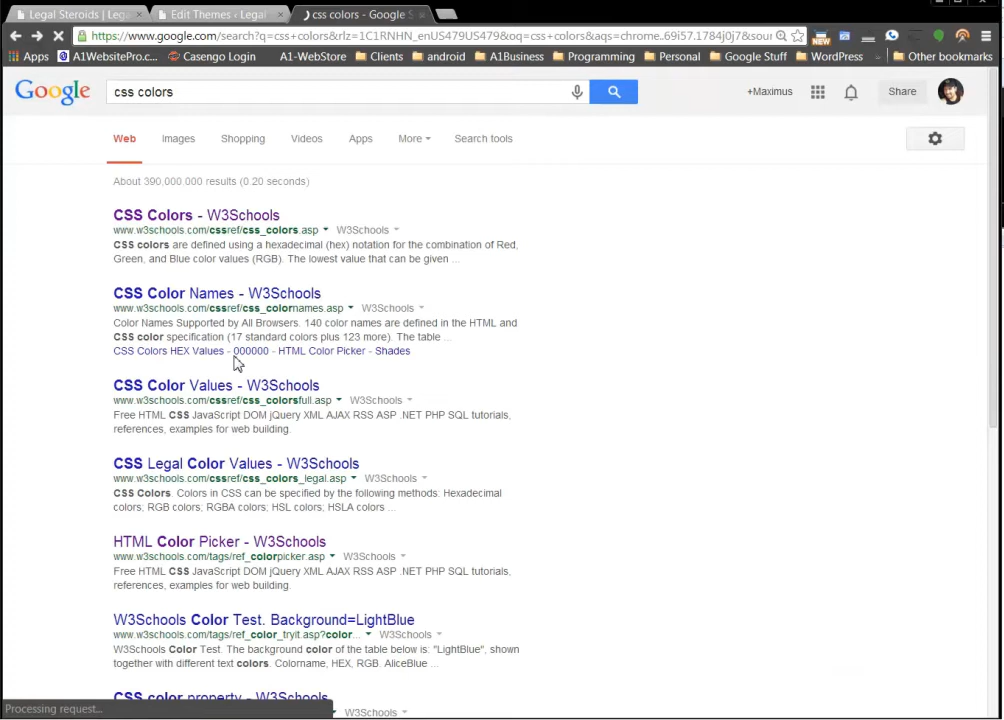 Legal Steroids | Lega
Edit Themes ‹ Legal
css colors - Google S
https://www.google.com/search?q=css+colors&rlz=1C1RNHN_enUS479US479&oq=css+colors&aqs=chrome..69i57.1784j0j7&sour
Apps
A1WebsitePro.c...
Casengo Login
A1-WebStore
Clients
android
A1Business
Programming
Personal
Google Stuff
WordPress
»
Other bookmarks
NEW
Google
css colors
+Maximus
Share
Web
Images
Shopping
Videos
Apps
More
Search tools
About 390,000,000 results (0.20 seconds)
CSS Colors - W3Schools
www.w3schools.com/cssref/css_colors.asp W3Schools
CSS colors are defined using a hexadecimal (hex) notation for the combination of Red,
Green, and Blue color values (RGB). The lowest value that can be given ...
CSS Color Names - W3Schools
www.w3schools.com/cssref/css_colornames.asp W3Schools
Color Names Supported by All Browsers. 140 color names are defined in the HTML and
CSS color specification (17 standard colors plus 123 more). The table ...
CSS Colors HEX Values - 000000 - HTML Color Picker - Shades
CSS Color Values - W3Schools
www.w3schools.com/cssref/css_colorsfull.asp W3Schools
Free HTML CSS JavaScript DOM jQuery XML AJAX RSS ASP .NET PHP SQL tutorials,
references, examples for web building.
CSS Legal Color Values - W3Schools
www.w3schools.com/cssref/css_colors_legal.asp W3Schools
CSS Colors. Colors in CSS can be specified by the following methods: Hexadecimal
colors; RGB colors; RGBA colors; HSL colors; HSLA colors ...
HTML Color Picker - W3Schools
www.w3schools.com/tags/ref_colorpicker.asp W3Schools
Free HTML CSS JavaScript DOM jQuery XML AJAX RSS ASP .NET PHP SQL tutorials,
references, examples for web building.
W3Schools Color Test. Background=LightBlue
www.w3schools.com/tags/ref_color_tryit.asp?color... W3Schools
W3Schools Color Test. The background color of the table below is: "LightBlue", shown
together with different text colors. Colorname, HEX, RGB. AliceBlue ...
CSS color property - W3Schools
Processing request...
W3Schools